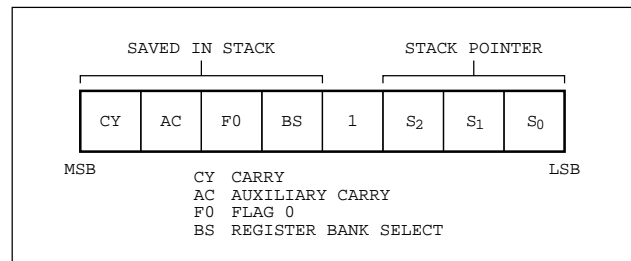 SAVED IN STACK STACK POINTER
CY AC F0 BS 1 S2 S1 S0
MSB LSB
CY CARRY
AC AUXILIARY CARRY
F0 FLAG 0
BS REGISTER BANK SELECT